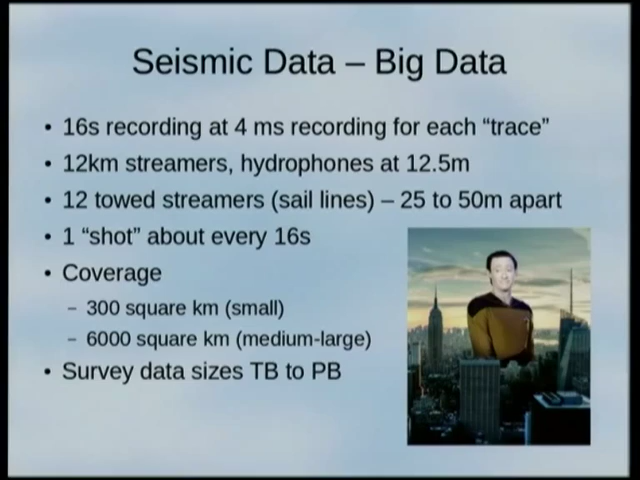 Seismic Data – Big Data
• 16s recording at 4 ms recording for each “trace”
• 12km streamers, hydrophones at 12.5m
• 12 towed streamers (sail lines) – 25 to 50m apart
• 1 “shot” about every 16s
• Coverage
– 300 square km (small)
– 6000 square km (medium-large)
• Survey data sizes TB to PB